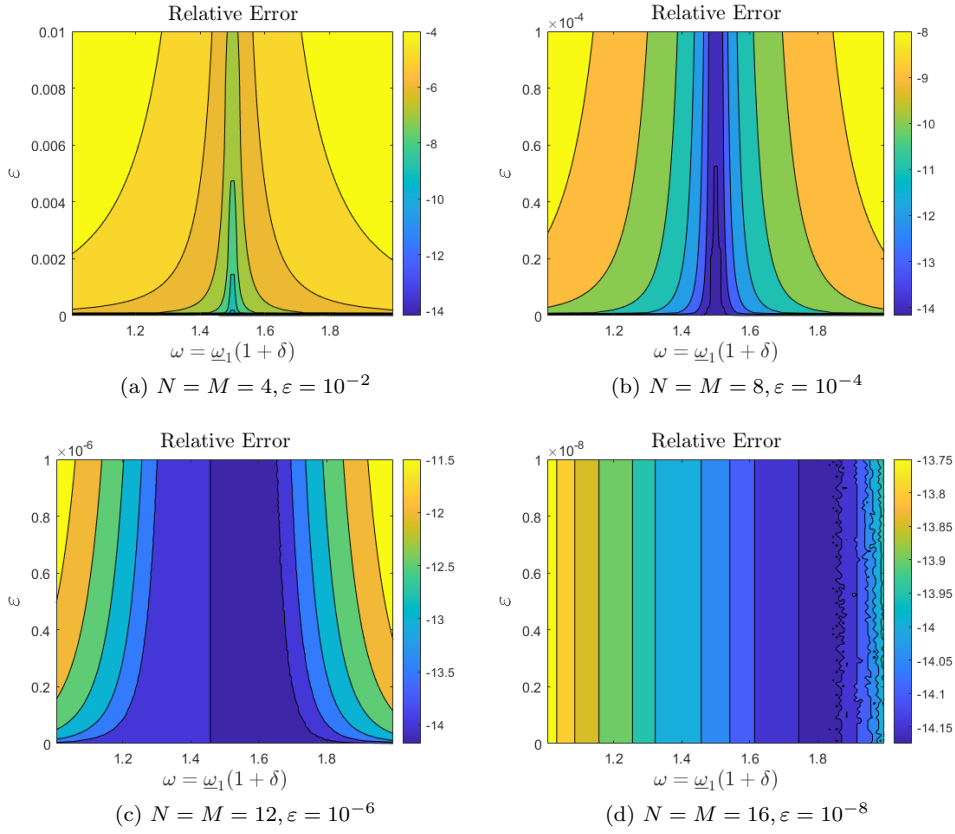 Relative Error
0.01
0.008
0.006
0.004
0.002
0
ε
1.2 1.4 1.6 1.8
ω = ω̲₁(1 + δ)
-4
-6
-8
-10
-12
-14
(a) N = M = 4, ε = 10⁻²
Relative Error
×10⁻⁴
1
0.8
0.6
0.4
0.2
0
ε
1.2 1.4 1.6 1.8
ω = ω̲₁(1 + δ)
-8
-9
-10
-11
-12
-13
-14
(b) N = M = 8, ε = 10⁻⁴
Relative Error
×10⁻⁶
1
0.8
0.6
0.4
0.2
0
ε
1.2 1.4 1.6 1.8
ω = ω̲₁(1 + δ)
-11.5
-12
-12.5
-13
-13.5
-14
(c) N = M = 12, ε = 10⁻⁶
Relative Error
×10⁻⁸
1
0.8
0.6
0.4
0.2
0
ε
1.2 1.4 1.6 1.8
ω = ω̲₁(1 + δ)
-13.75
-13.8
-13.85
-13.9
-13.95
-14
-14.05
-14.1
-14.15
(d) N = M = 16, ε = 10⁻⁸